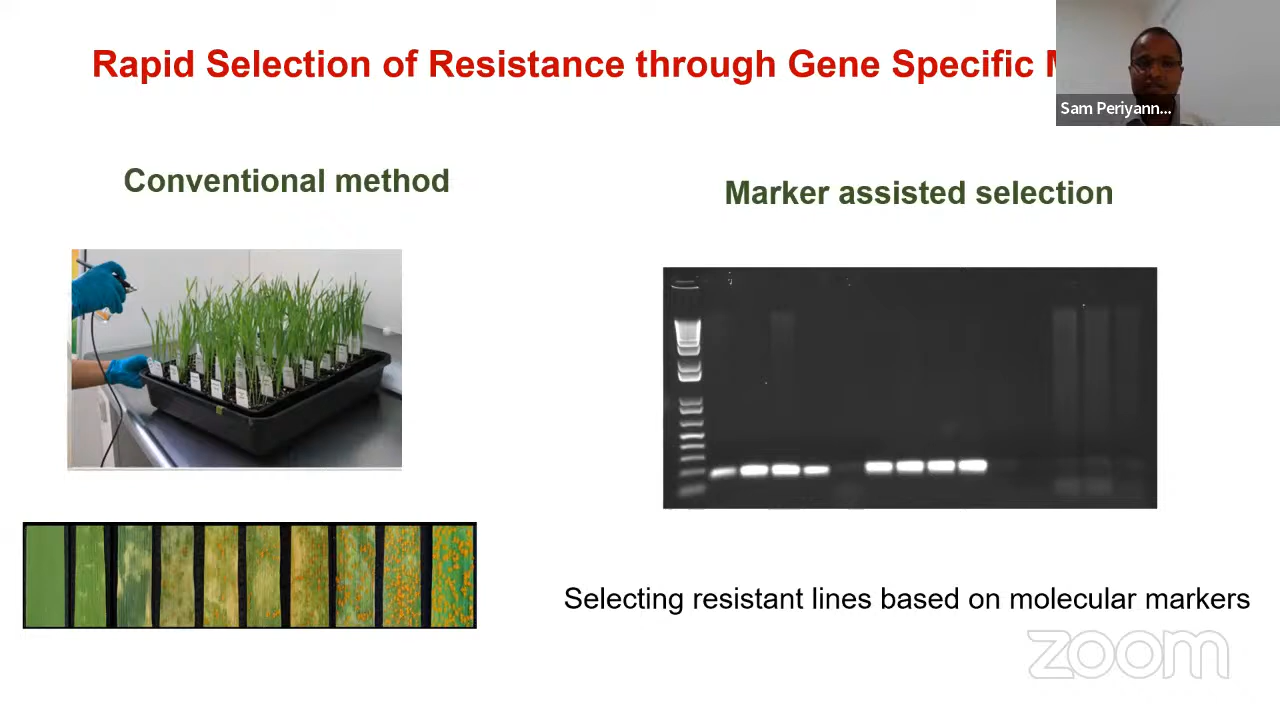 Rapid Selection of Resistance through Gene Specific
Sam Periyann...
Conventional method
Marker assisted selection
Selecting resistant lines based on molecular markers
zoom